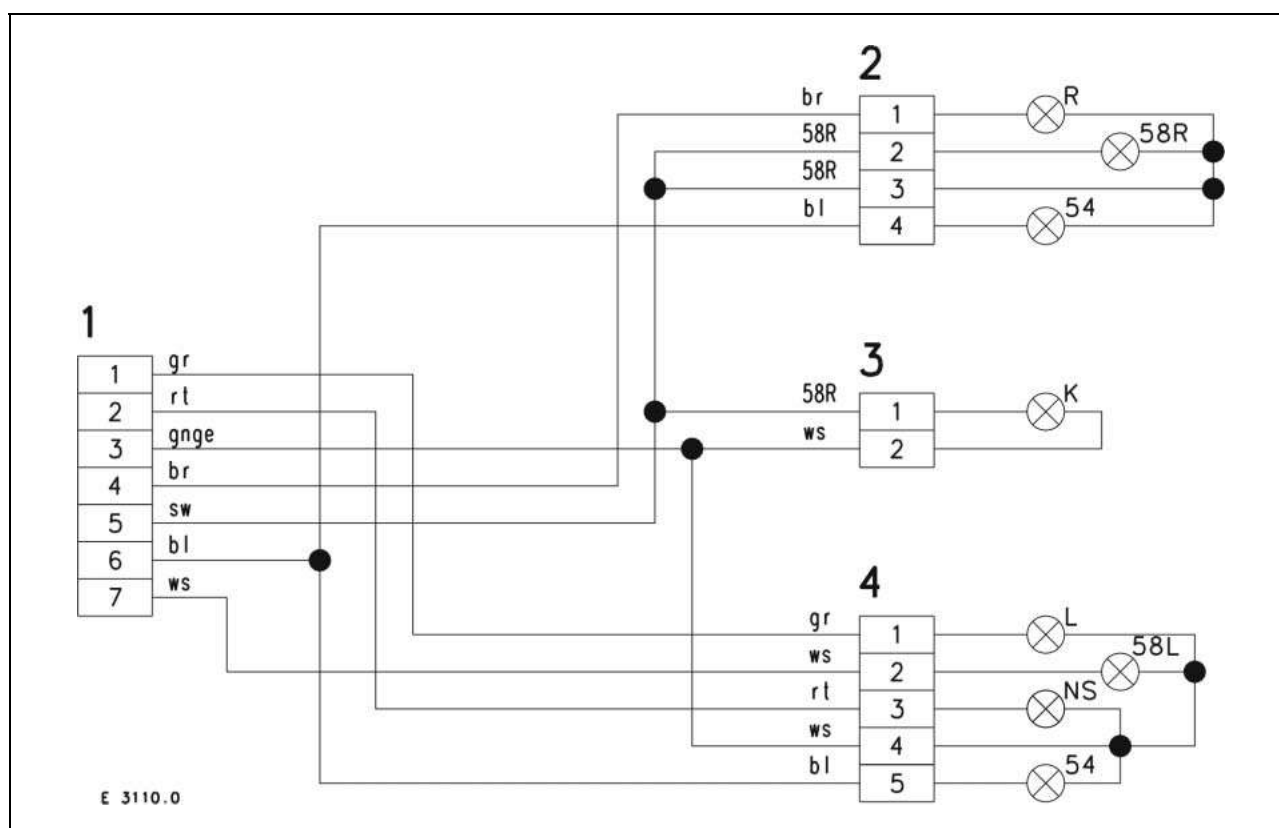 2
br 1 R
58R 2 58R
58R 3
bl 4 54
1
3
1 gr
2 rt 58R 1 K
3 gnge ws 2
4 br
5 sw
6 bl
4
7 ws
gr 1 L
ws 2 58L
rt 3 NS
ws 4
bl 5 54
E 3110.0